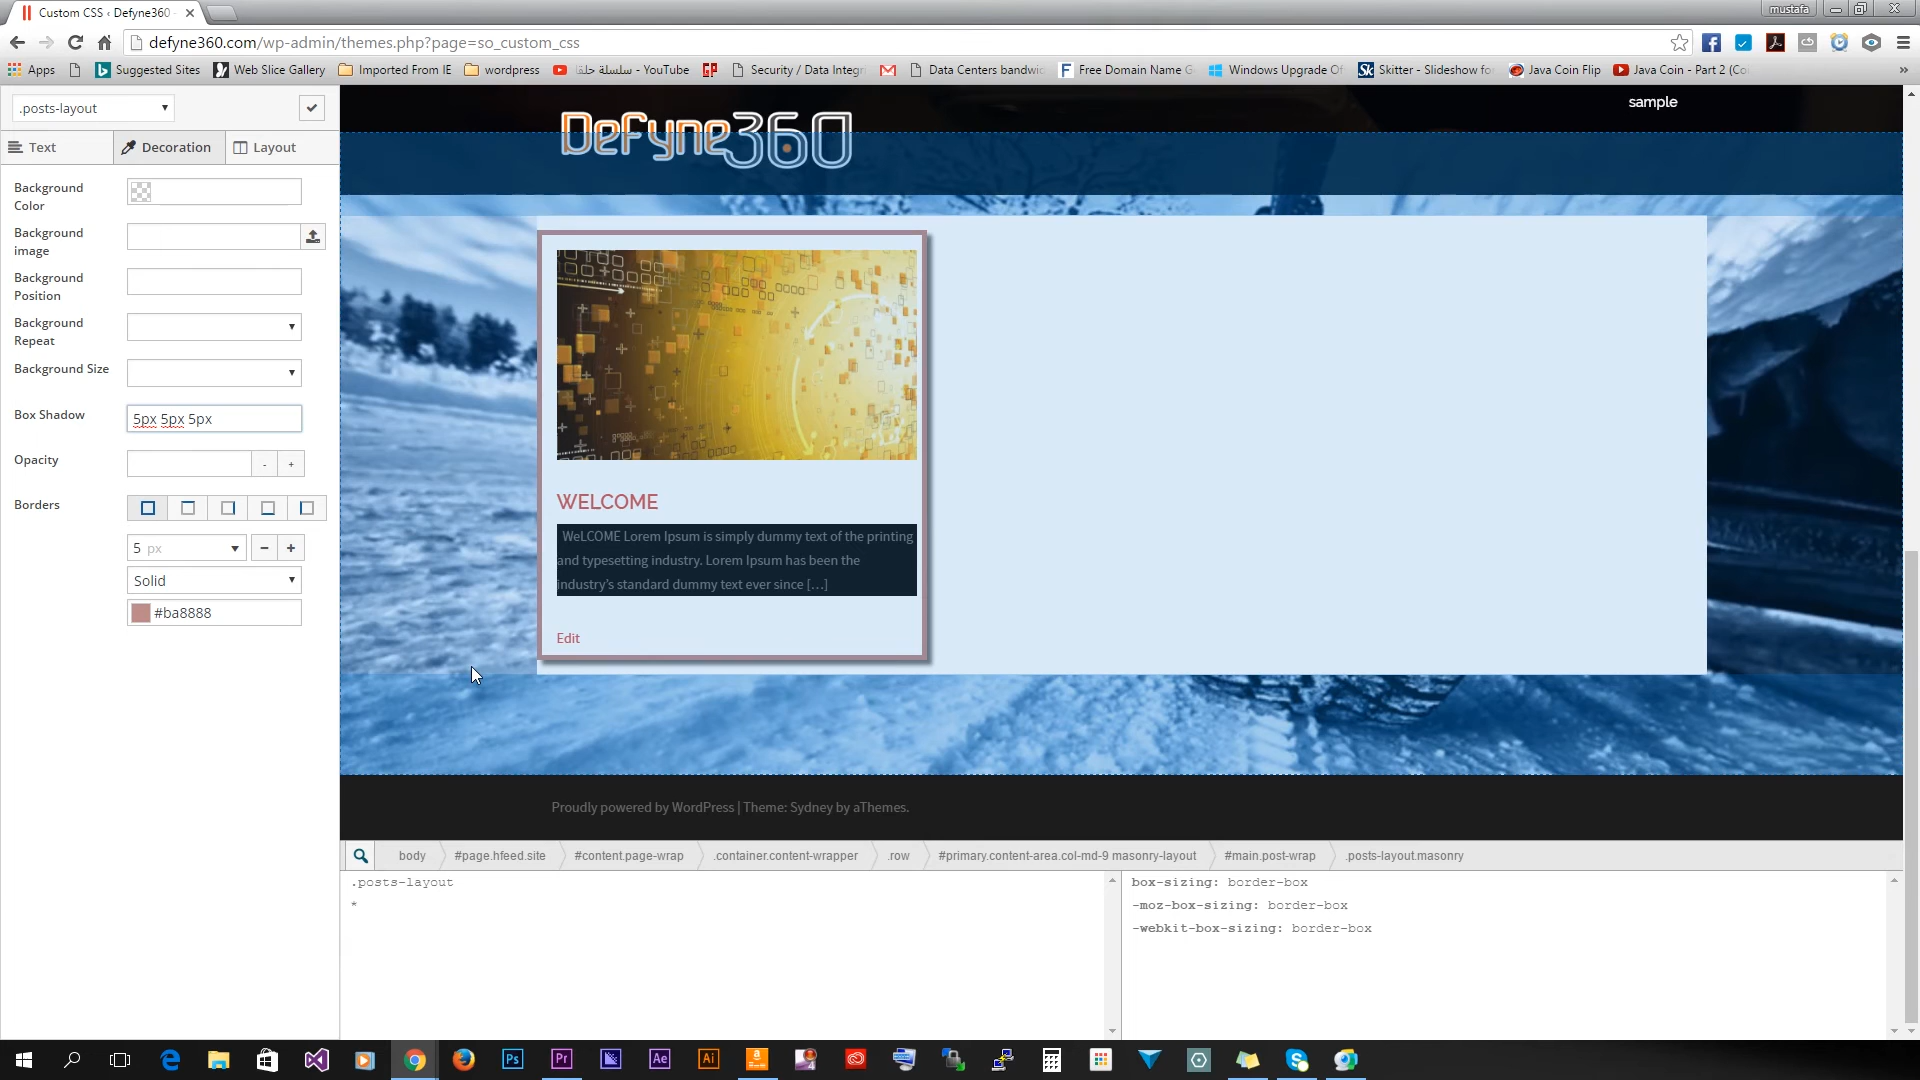 Custom CSS ‹ Defyne360
mustafa
defyne360.com/wp-admin/themes.php?page=so_custom_css
Apps
Suggested Sites
Web Slice Gallery
Imported From IE
wordpress
سلسلة حلقا - YouTube
Security / Data Integri
Data Centers bandwic
Free Domain Name G
Windows Upgrade Of
Skitter - Slideshow fo
Java Coin Flip
Java Coin - Part 2 (Co
»
.posts-layout
Text
Decoration
Layout
Background
Color
Background
image
Background
Position
Background
Repeat
Background Size
Box Shadow
5px 5px 5px
Opacity
-
+
Borders
5 px
Solid
#ba8888
Defyne360
sample
WELCOME
WeLCOME Lorem Ipsum is simply dummy text of the printing
and typesetting industry. Lorem Ipsum has been the
industry's standard dummy text ever since […]
Edit
Proudly powered by WordPress | Theme: Sydney by aThemes.
body
#page.hfeed.site
#content.page-wrap
.container.content-wrapper
.row
#primary.content-area.col-md-9 masonry-layout
#main.post-wrap
.posts-layout.masonry
.posts-layout
*
box-sizing: border-box
-moz-box-sizing: border-box
-webkit-box-sizing: border-box
Ps
Pr
Ae
Ai